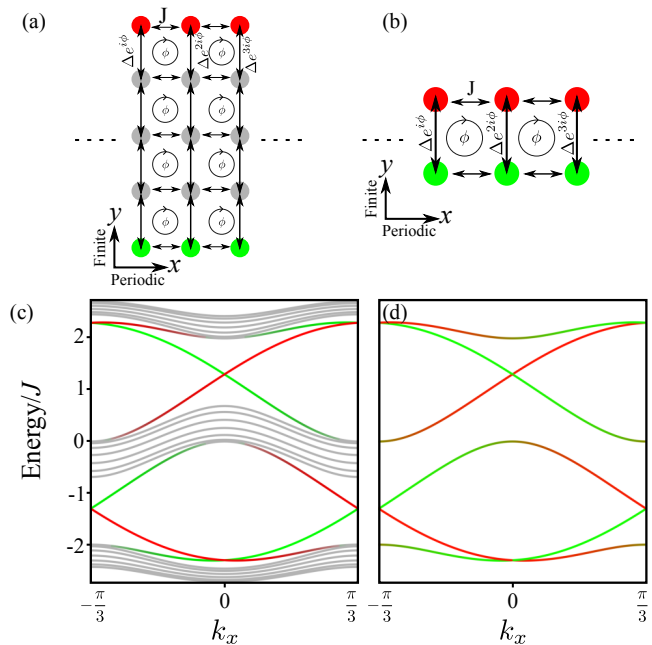 (a)
J
Δe^{iϕ}
Δe^{2iϕ}
Δe^{3iϕ}
ϕ ϕ
ϕ ϕ
ϕ ϕ
ϕ ϕ
y
Finite
x
Periodic
(b)
J
Δe^{iϕ}
Δe^{2iϕ}
Δe^{3iϕ}
ϕ ϕ
y
Finite
x
Periodic
(c)
Energy/J
2
1
0
-1
-2
-π/3
0
π/3
k_x
(d)
-π/3
0
π/3
k_x